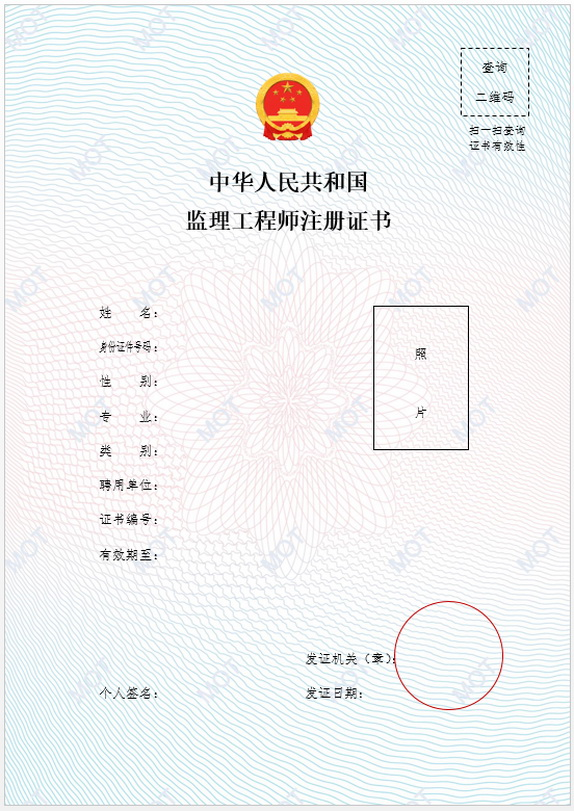 查询
二维码
扫一扫查询
证书有效性
中华人民共和国
监理工程师注册证书
姓 名：
身份证件号码：
性 别：
专 业：
类 别：
聘用单位：
证书编号：
有效期至：
照
片
发证机关（章）：
个人签名：
发证日期：
MOT